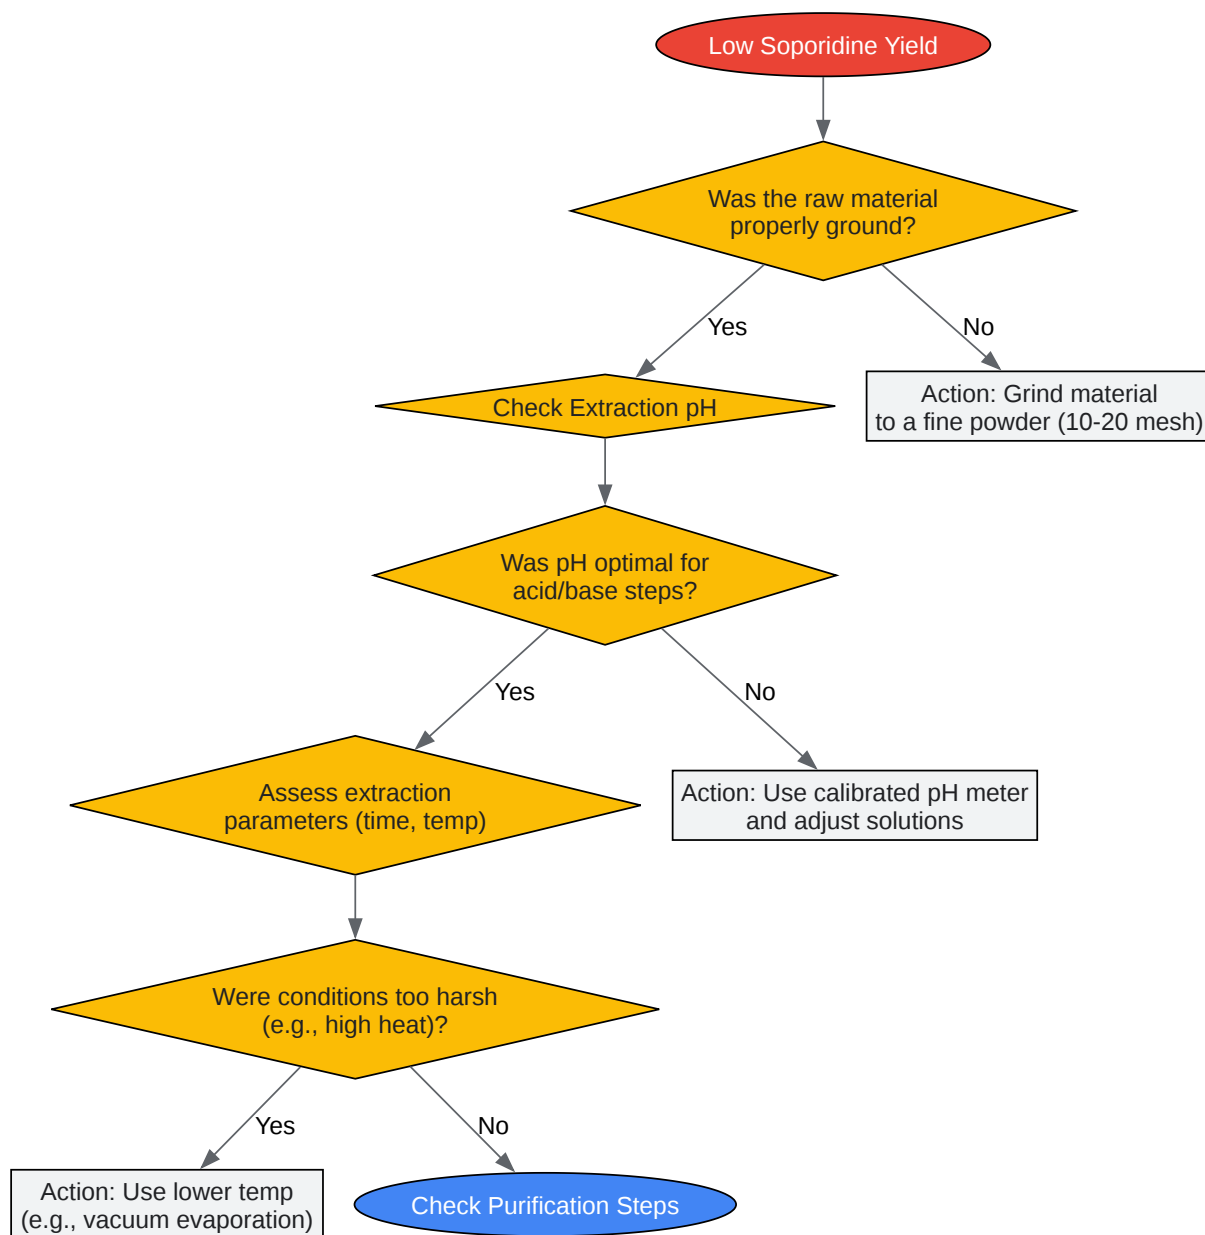 Low Soporidine Yield
Was the raw material
properly ground?
Yes
No
Check Extraction pH
Action: Grind material
to a fine powder (10-20 mesh)
Was pH optimal for
acid/base steps?
Yes
No
Assess extraction
parameters (time, temp)
Action: Use calibrated pH meter
and adjust solutions
Were conditions too harsh
(e.g., high heat)?
Yes
No
Action: Use lower temp
(e.g., vacuum evaporation)
Check Purification Steps